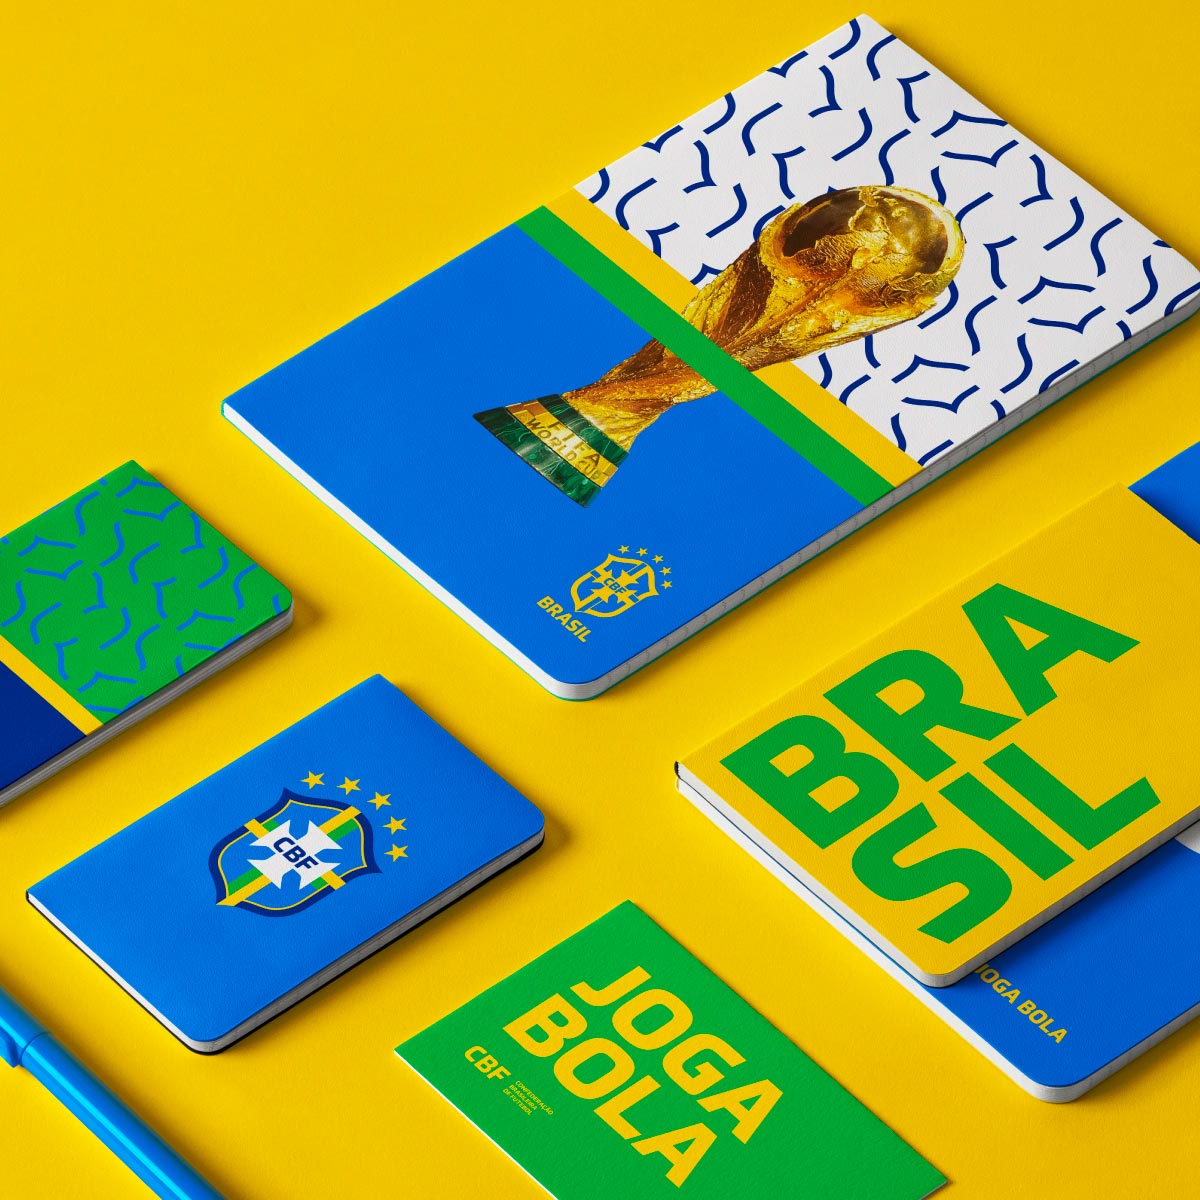 FIFA
WORLD CUP
CBF
BRASIL
BRA
SIL
CBF
JOGA BOLA
JOGA
BOLA
CBF
CONFEDERAÇÃO
BRASILEIRA
DE FUTEBOL